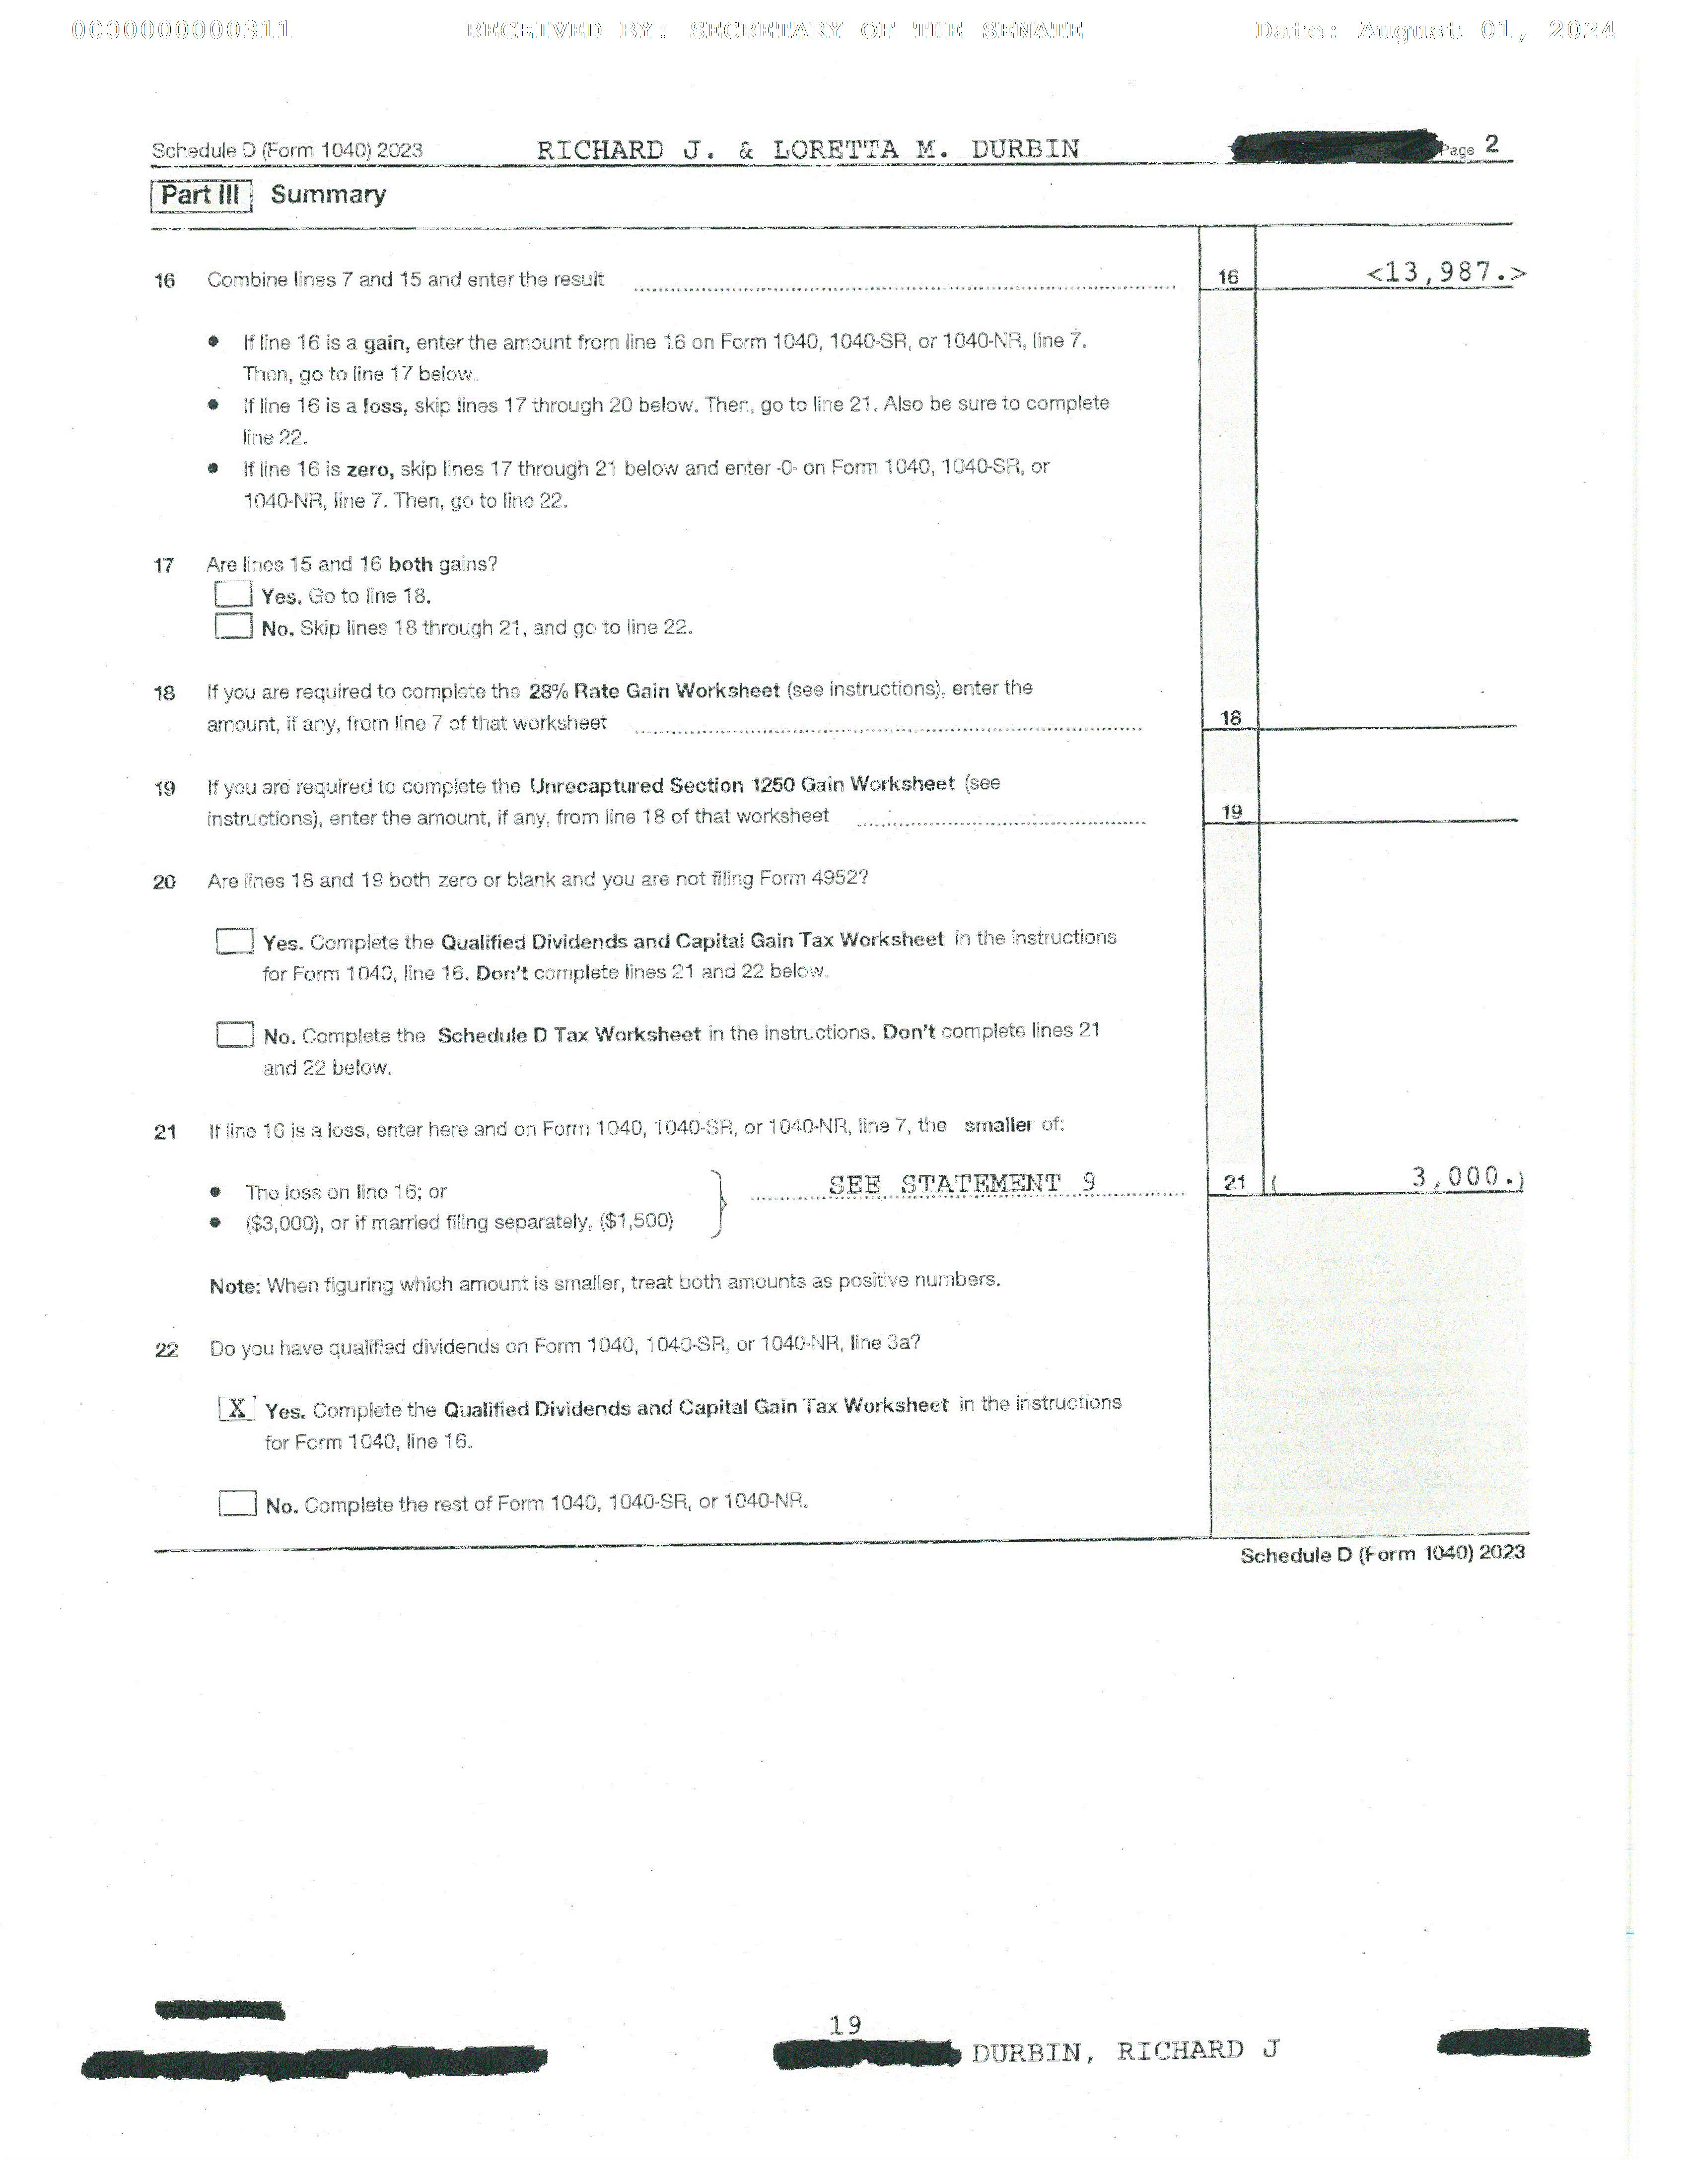 0000000000311 RECEIVED BY: SECRETARY OF THE SENATE Date: August 01, 2024
Schedule D (Form 1040) 2023 RICHARD J. & LORETTA M. DURBIN Page 2
Part III Summary
16 Combine lines 7 and 15 and enter the result 16 <13,987.>
• If line 16 is a gain, enter the amount from line 16 on Form 1040, 1040-SR, or 1040-NR, line 7.
Then, go to line 17 below.
• If line 16 is a loss, skip lines 17 through 20 below. Then, go to line 21. Also be sure to complete
line 22.
• If line 16 is zero, skip lines 17 through 21 below and enter -0- on Form 1040, 1040-SR, or
1040-NR, line 7. Then, go to line 22.
17 Are lines 15 and 16 both gains?
Yes. Go to line 18.
No. Skip lines 18 through 21, and go to line 22.
18 If you are required to complete the 28% Rate Gain Worksheet (see instructions), enter the
amount, if any, from line 7 of that worksheet 18
19 If you are required to complete the Unrecaptured Section 1250 Gain Worksheet (see
instructions), enter the amount, if any, from line 18 of that worksheet 19
20 Are lines 18 and 19 both zero or blank and you are not filing Form 4952?
Yes. Complete the Qualified Dividends and Capital Gain Tax Worksheet in the instructions
for Form 1040, line 16. Don't complete lines 21 and 22 below.
No. Complete the Schedule D Tax Worksheet in the instructions. Don't complete lines 21
and 22 below.
21 If line 16 is a loss, enter here and on Form 1040, 1040-SR, or 1040-NR, line 7, the smaller of:
• The loss on line 16; or SEE STATEMENT 9 21 ( 3,000.)
• ($3,000), or if married filing separately, ($1,500)
Note: When figuring which amount is smaller, treat both amounts as positive numbers.
22 Do you have qualified dividends on Form 1040, 1040-SR, or 1040-NR, line 3a?
X Yes. Complete the Qualified Dividends and Capital Gain Tax Worksheet in the instructions
for Form 1040, line 16.
No. Complete the rest of Form 1040, 1040-SR, or 1040-NR.
Schedule D (Form 1040) 2023
19
DURBIN, RICHARD J